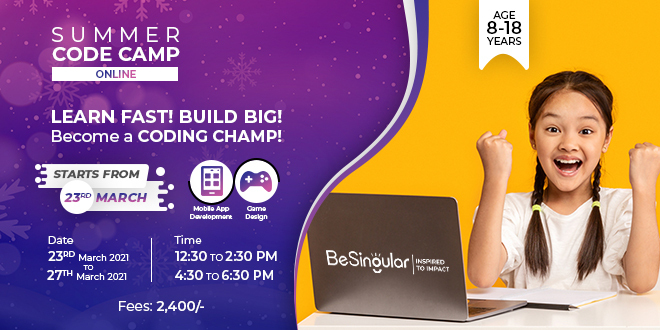 SUMMER
CODE CAMP
ONLINE
AGE
8-18
YEARS
LEARN FAST! BUILD BIG!
Become a CODING CHAMP!
STARTS FROM
23RD MARCH
Mobile App
Development
Game
Design
Date
23RD March 2021
TO
27TH March 2021
Time
12:30 TO 2:30 PM
4:30 TO 6:30 PM
Fees: 2,400/-
BeSingular
INSPIRED
TO IMPACT